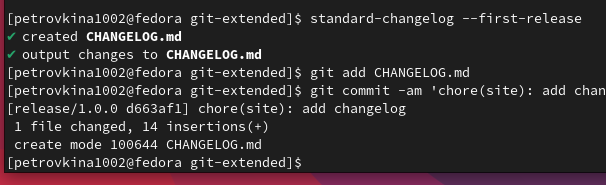 [petrovkina1002@fedora git-extended]$ standard-changelog --first-release
✔ created CHANGELOG.md
✔ output changes to CHANGELOG.md
[petrovkina1002@fedora git-extended]$ git add CHANGELOG.md
[petrovkina1002@fedora git-extended]$ git commit -am 'chore(site): add chan
[release/1.0.0 d663af1] chore(site): add changelog
1 file changed, 14 insertions(+)
create mode 100644 CHANGELOG.md
[petrovkina1002@fedora git-extended]$